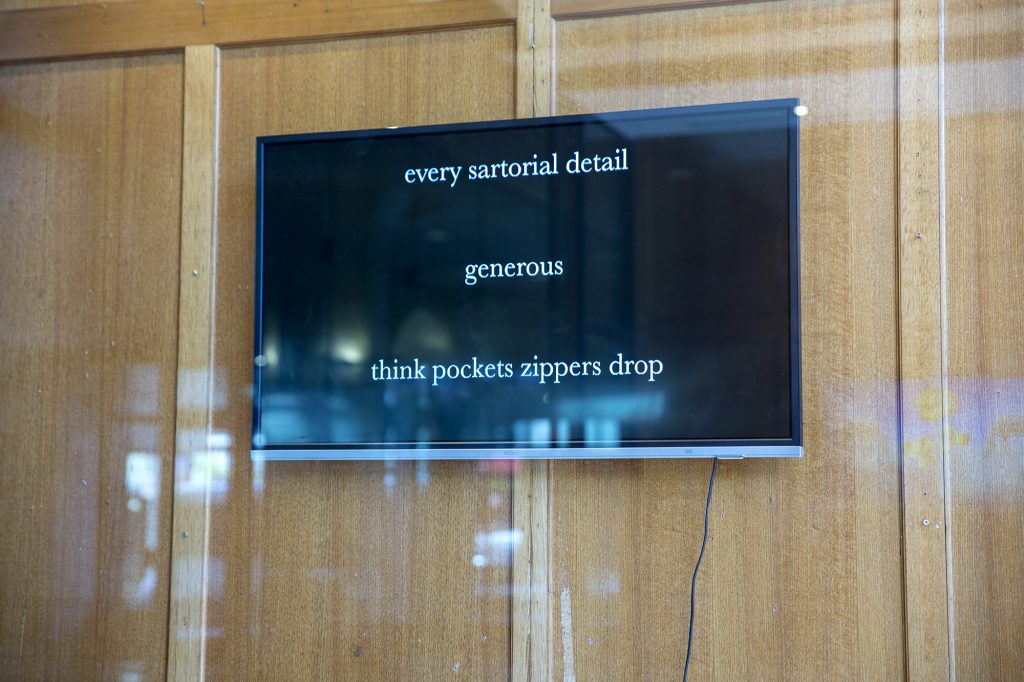 every sartorial detail
generous
think pockets zippers drop